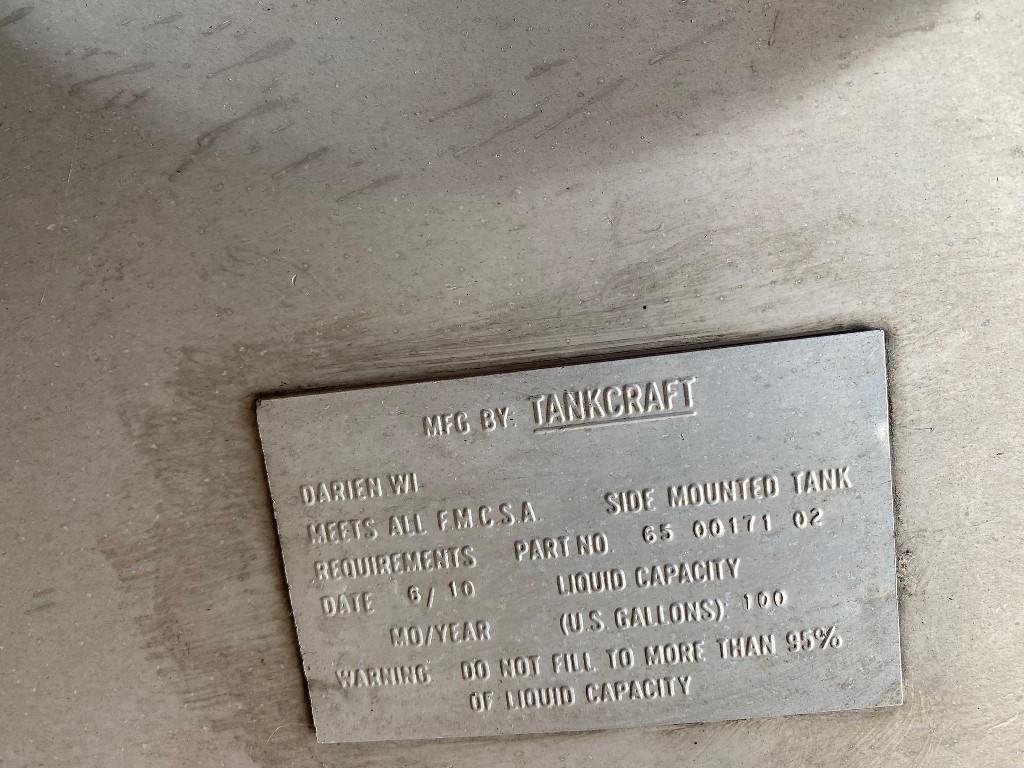 MFG BY: TANKCRAFT
DARIEN, WI
MEETS ALL F.M.C.S.A. SIDE MOUNTED TANK
REQUIREMENTS PART NO. 65 00171 02
DATE 6/10 LIQUID CAPACITY
MO/YEAR (U.S. GALLONS) 100
WARNING DO NOT FILL TO MORE THAN 95%
OF LIQUID CAPACITY